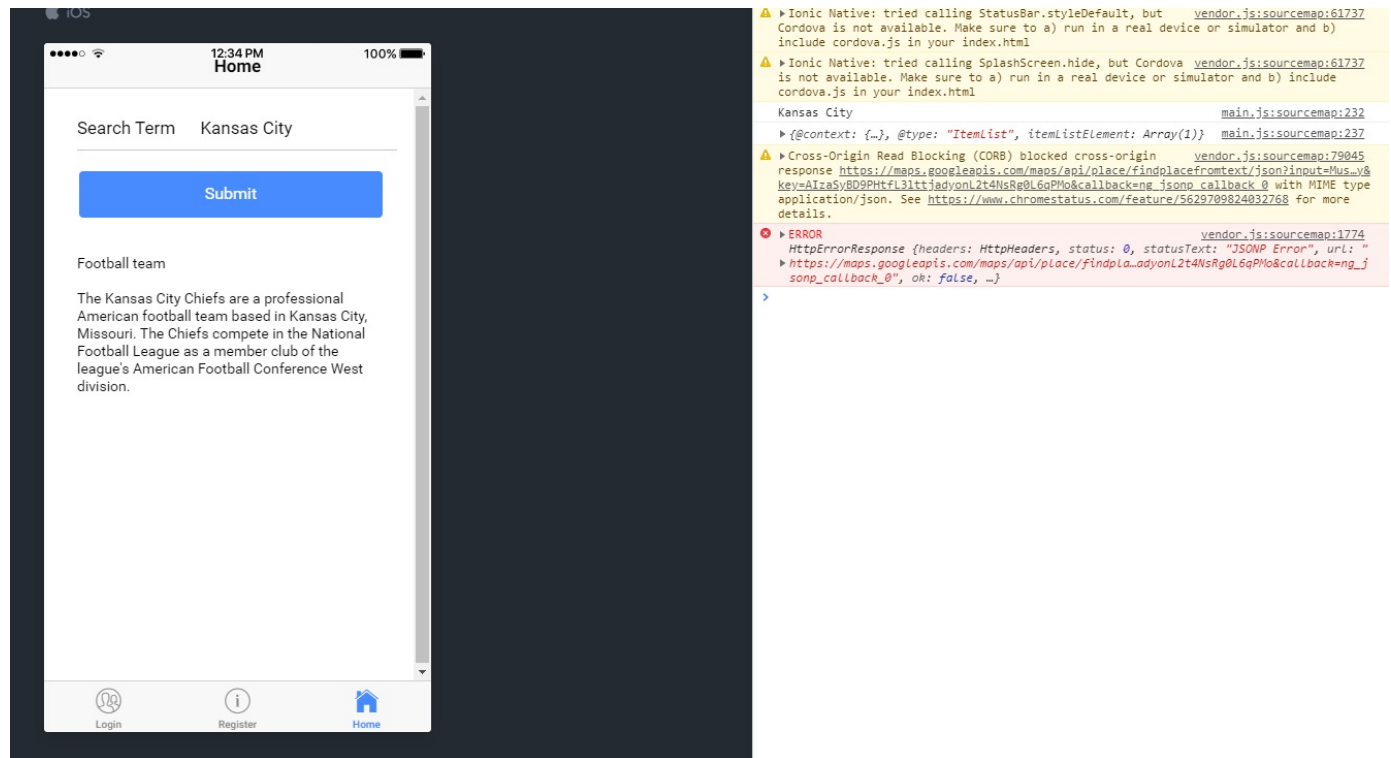 iOS
12:34 PM
100%
Home
Search Term Kansas City
Submit
Football team
The Kansas City Chiefs are a professional
American football team based in Kansas City,
Missouri. The Chiefs compete in the National
Football League as a member club of the
league's American Football Conference West
division.
Login Register Home
Ionic Native: tried calling StatusBar.styleDefault, but vendor.js:sourcemap:61737
Cordova is not available. Make sure to a) run in a real device or simulator and b)
include cordova.js in your index.html
Ionic Native: tried calling SplashScreen.hide, but Cordova vendor.js:sourcemap:61737
is not available. Make sure to a) run in a real device or simulator and b) include
cordova.js in your index.html
Kansas City main.js:sourcemap:232
{@context: {…}, @type: "ItemList", itemListElement: Array(1)} main.js:sourcemap:237
Cross-Origin Read Blocking (CORB) blocked cross-origin vendor.js:sourcemap:79045
response https://maps.googleapis.com/maps/api/place/findplacefromtext/json?input=Mus…y&
key=AIzaSyBD9PHtfL3lttjadyonL2t4NsRg0L6qPMo&callback=ng_jsonp_callback_0 with MIME type
application/json. See https://www.chromestatus.com/feature/5629709824032768 for more
details.
ERROR vendor.js:sourcemap:1774
HttpErrorResponse {headers: HttpHeaders, status: 0, statusText: "JSONP Error", url: "
https://maps.googleapis.com/maps/api/place/findpla…adyonL2t4NsRg0L6qPMo&callback=ng_j
sonp_callback_0", ok: false, …}